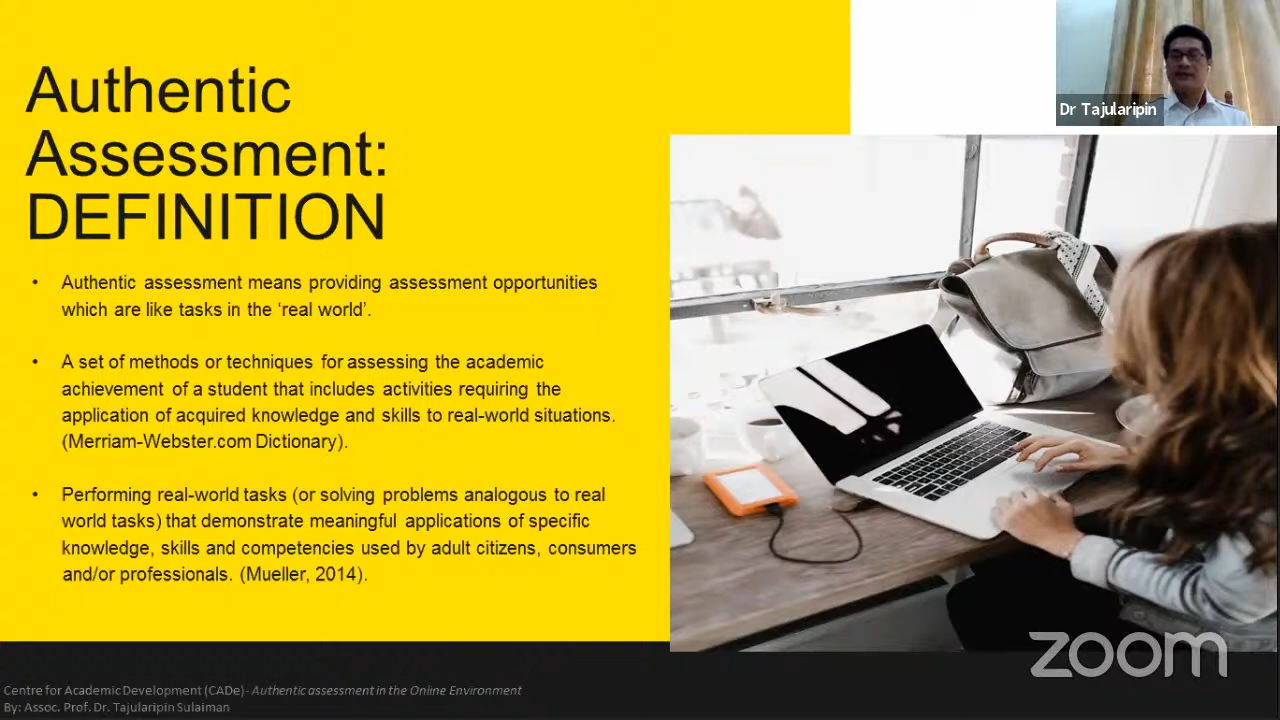 Authentic
Assessment:
DEFINITION
• Authentic assessment means providing assessment opportunities
which are like tasks in the ‘real world’.
• A set of methods or techniques for assessing the academic
achievement of a student that includes activities requiring the
application of acquired knowledge and skills to real-world situations.
(Merriam-Webster.com Dictionary).
• Performing real-world tasks (or solving problems analogous to real
world tasks) that demonstrate meaningful applications of specific
knowledge, skills and competencies used by adult citizens, consumers
and/or professionals. (Mueller, 2014).
Dr Tajularipin
zoom
Centre for Academic Development (CADe)- Authentic assessment in the Online Environment
By: Assoc. Prof. Dr. Tajularipin Sulaiman